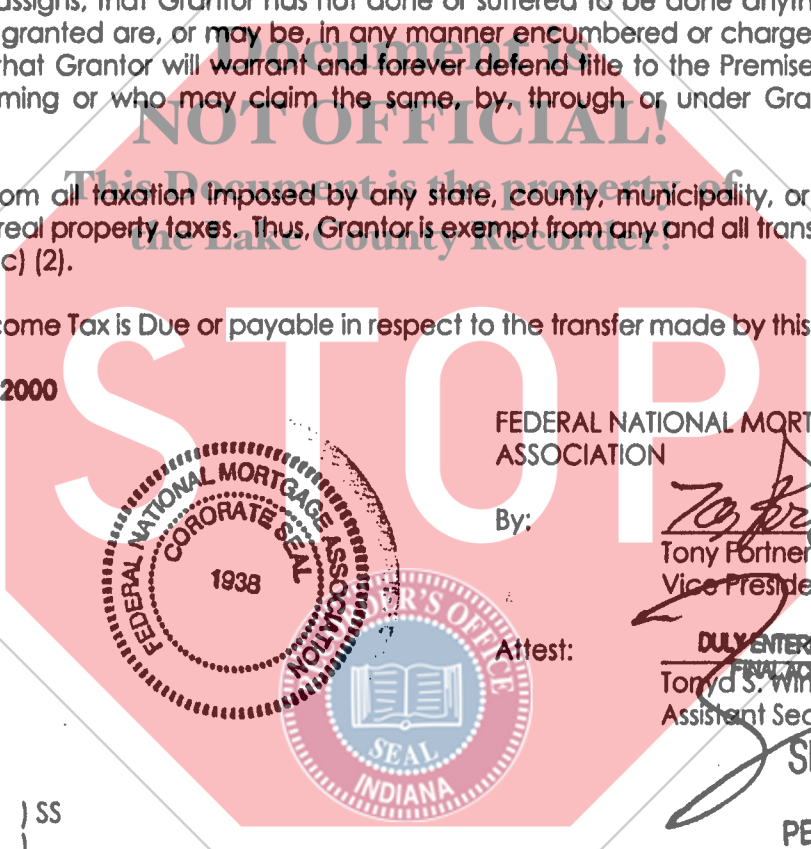 assigns, that Grantor has not done or suffered to be done anyth
granted are, or may be, in any manner encumbered or charge
that Grantor will warrant and forever defend title to the Premise
ming or who may claim the same, by, through or under Gra
Document is
NOT OFFICIAL!
This Document is the property of
the Lake County Recorder!
om all taxation imposed by any state, county, municipality, or
real property taxes. Thus, Grantor is exempt from any and all trans
c) (2).
STOP
come Tax is Due or payable in respect to the transfer made by this
2000
FEDERAL NATIONAL MORT
ASSOCIATION
By:
Tony Fortner
Vice Preside
FEDERAL NATIONAL MORTGAGE ASSOCIATION
CORORATE SEAL
1938
RECORDER'S OFFICE
SEAL
INDIANA
Attest:
DULY ENTER
FINAL AC
Tonya S. Win
Assistant Sec
) SS
)
PE